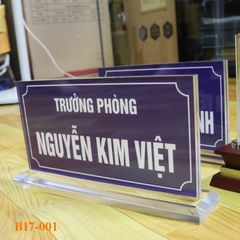 TRƯỞNG PHÒNG
NGUYỄN KIM VIỆT
B17-001